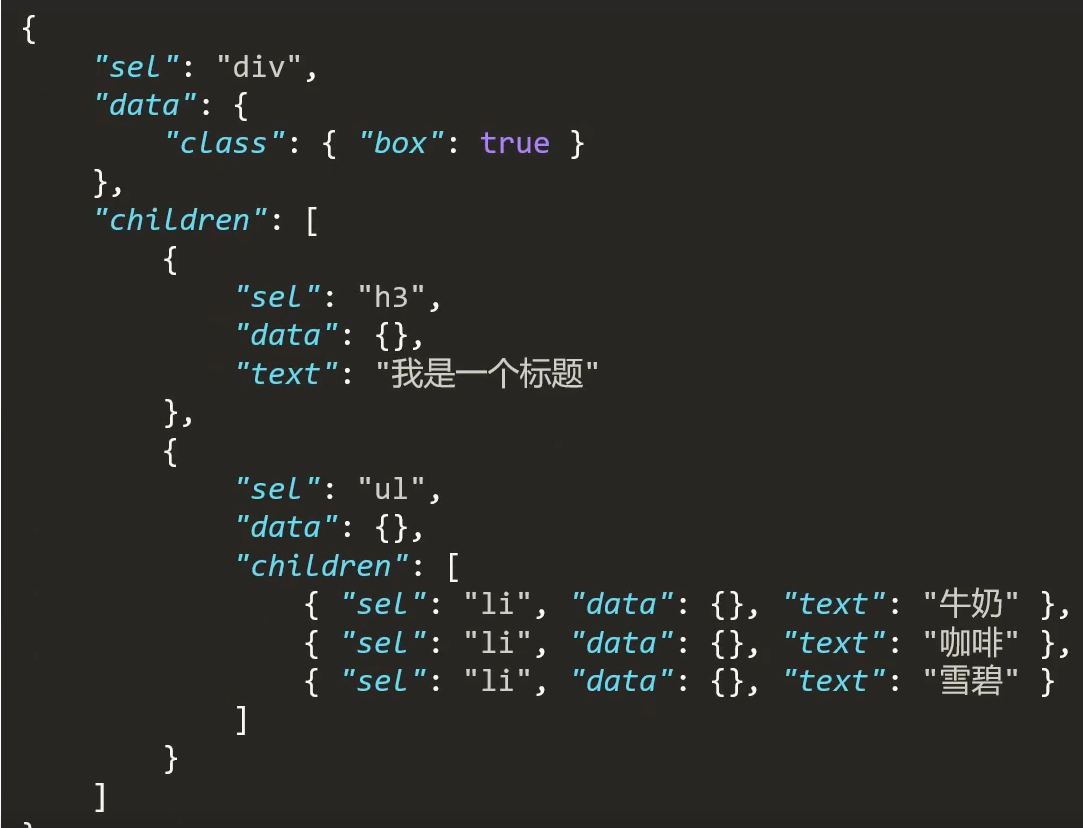 {
    "sel": "div",
    "data": {
        "class": { "box": true }
    },
    "children": [
        {
            "sel": "h3",
            "data": {},
            "text": "我是一个标题"
        },
        {
            "sel": "ul",
            "data": {},
            "children": [
                { "sel": "li", "data": {}, "text": "牛奶" },
                { "sel": "li", "data": {}, "text": "咖啡" },
                { "sel": "li", "data": {}, "text": "雪碧" }
            ]
        }
    ]
}